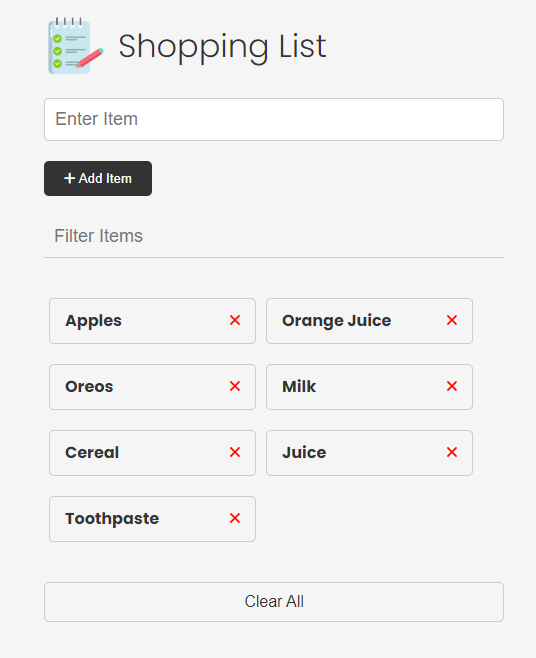 Shopping List
Enter Item
+ Add Item
Filter Items
Apples
Orange Juice
Oreos
Milk
Cereal
Juice
Toothpaste
Clear All